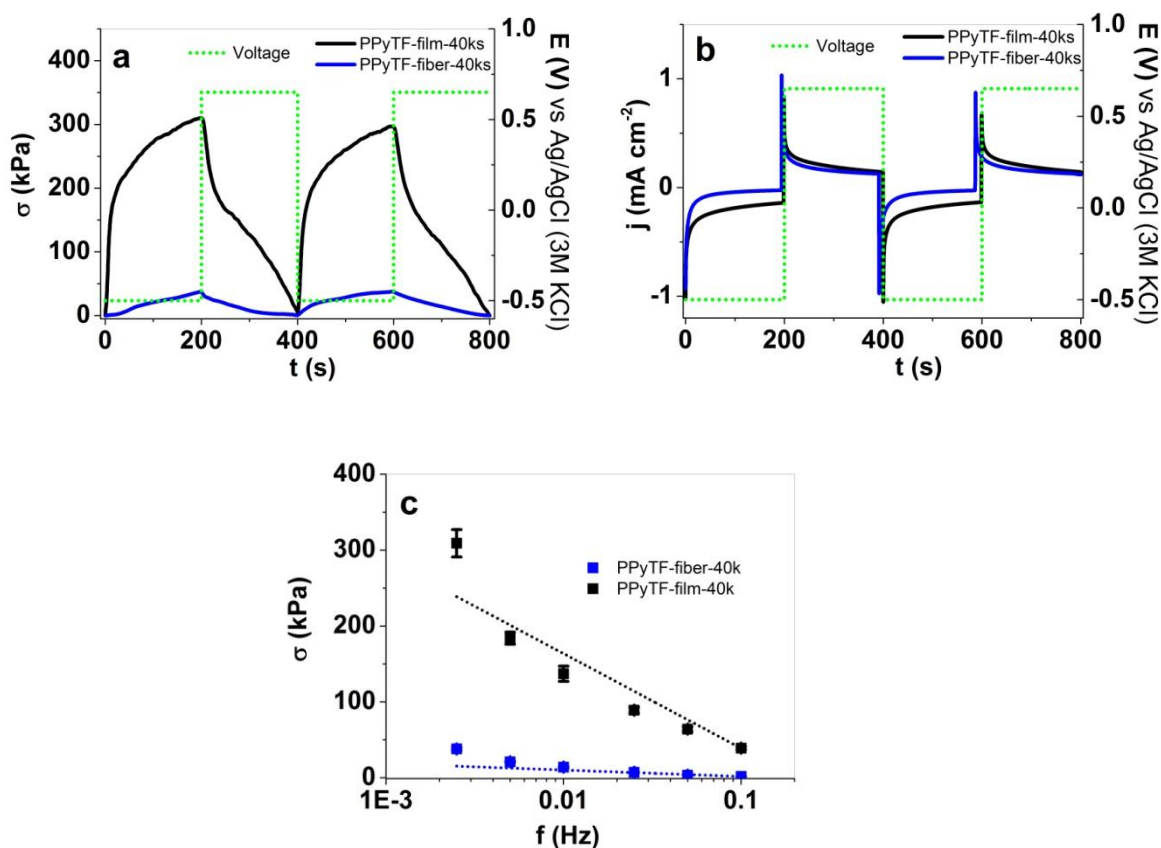 a
Voltage
PPyTF-film-40ks
PPyTF-fiber-40ks
σ (kPa)
400
300
200
100
0
1.0
0.5
0.0
-0.5
E (V) vs Ag/AgCl (3M KCl)
0 200 400 600 800
t (s)
b
Voltage
PPyTF-film-40ks
PPyTF-fiber-40ks
j (mA cm-2)
1
0
-1
1.0
0.5
0.0
-0.5
E (V) vs Ag/AgCl (3M KCl)
0 200 400 600 800
t (s)
c
PPyTF-fiber-40k
PPyTF-film-40k
σ (kPa)
400
300
200
100
0
1E-3 0.01 0.1
f (Hz)